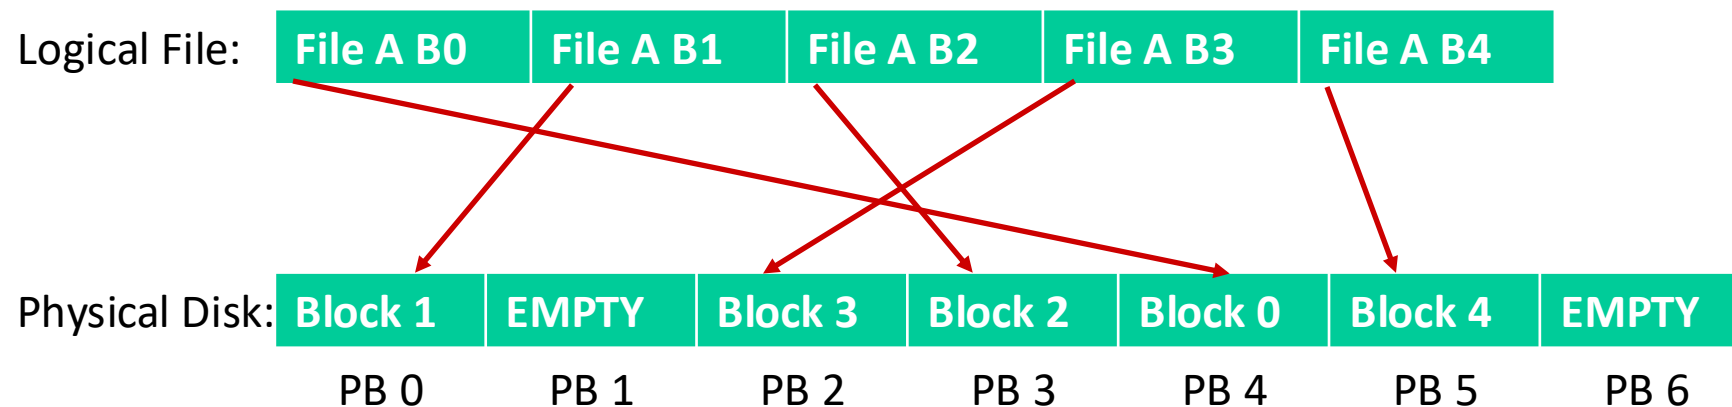 Logical File: File A B0 File A B1 File A B2 File A B3 File A B4
Physical Disk: Block 1 EMPTY Block 3 Block 2 Block 0 Block 4 EMPTY
PB 0 PB 1 PB 2 PB 3 PB 4 PB 5 PB 6